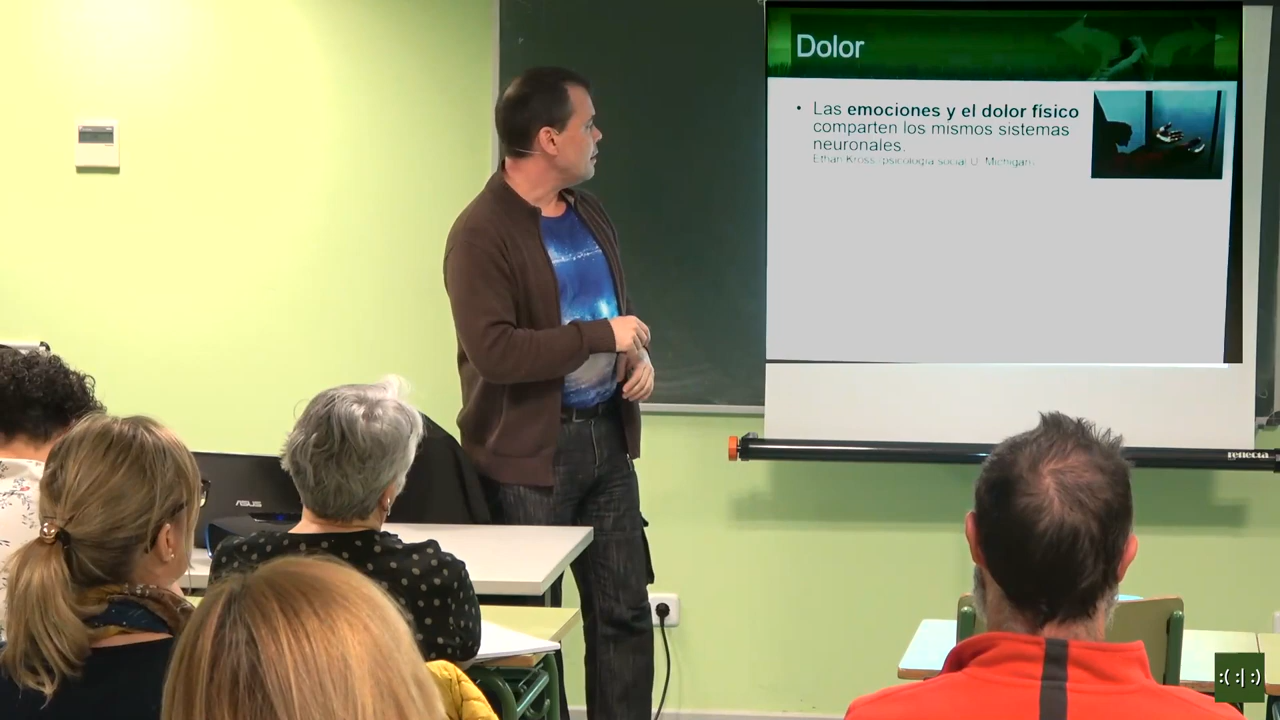 Dolor
• Las emociones y el dolor físico
comparten los mismos sistemas
neuronales.
Ethan Kross (psicología social U. Michigan)
ASUS
reflecta
:( :| :)